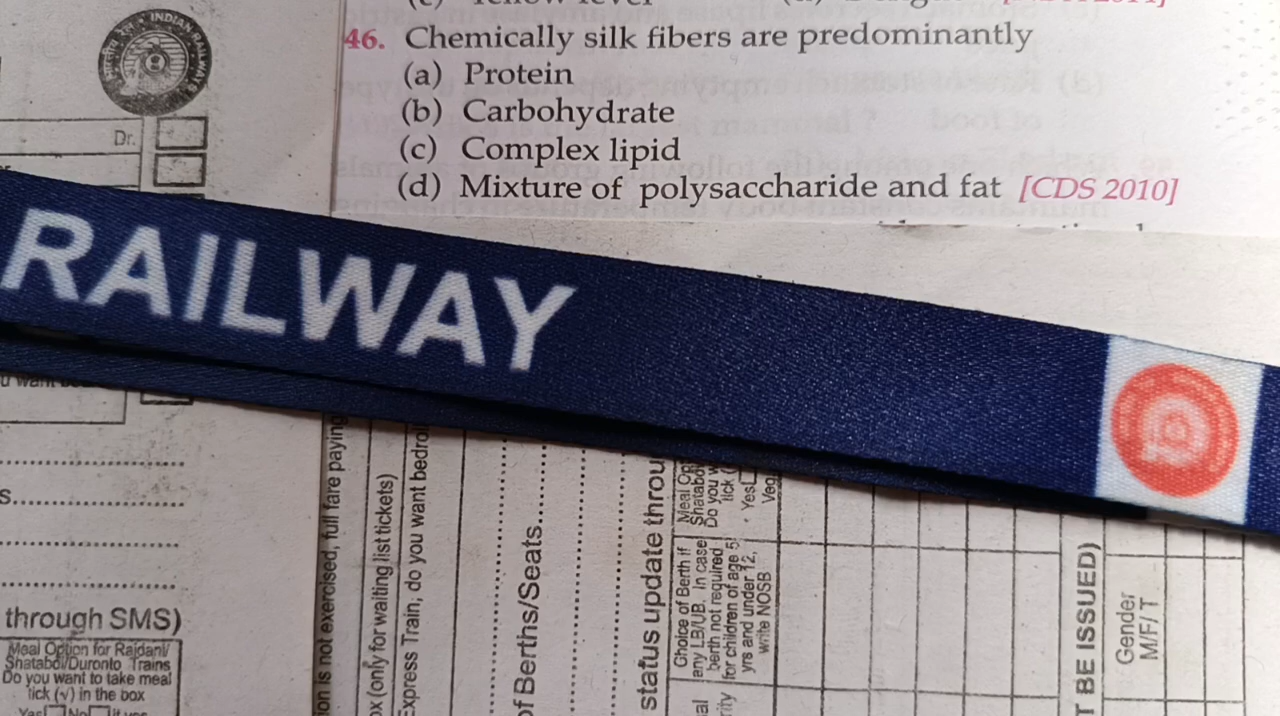 INDIAN RAILWAY
Dr.
46. Chemically silk fibers are predominantly
(a) Protein
(b) Carbohydrate
(c) Complex lipid
(d) Mixture of polysaccharide and fat [CDS 2010]
RAILWAY
u want
s.
through SMS)
Meal Option for Rajdani/
Shatabdi/Duronto Trains
Do you want to take meal
tick (√) in the box
ion is not exercised, full fare paying
ox (only for waiting list tickets)
Express Train, do you want bedro
of Berths/Seats
status update throu
Choice of Berth if
any LB/UB. In case
berth not required
for children of age 5
yrs and under 12,
write NOSB
Meal Op
Shatabd
Do you w
tick (
Yes
Veg
T BE ISSUED)
Gender
M/F/T